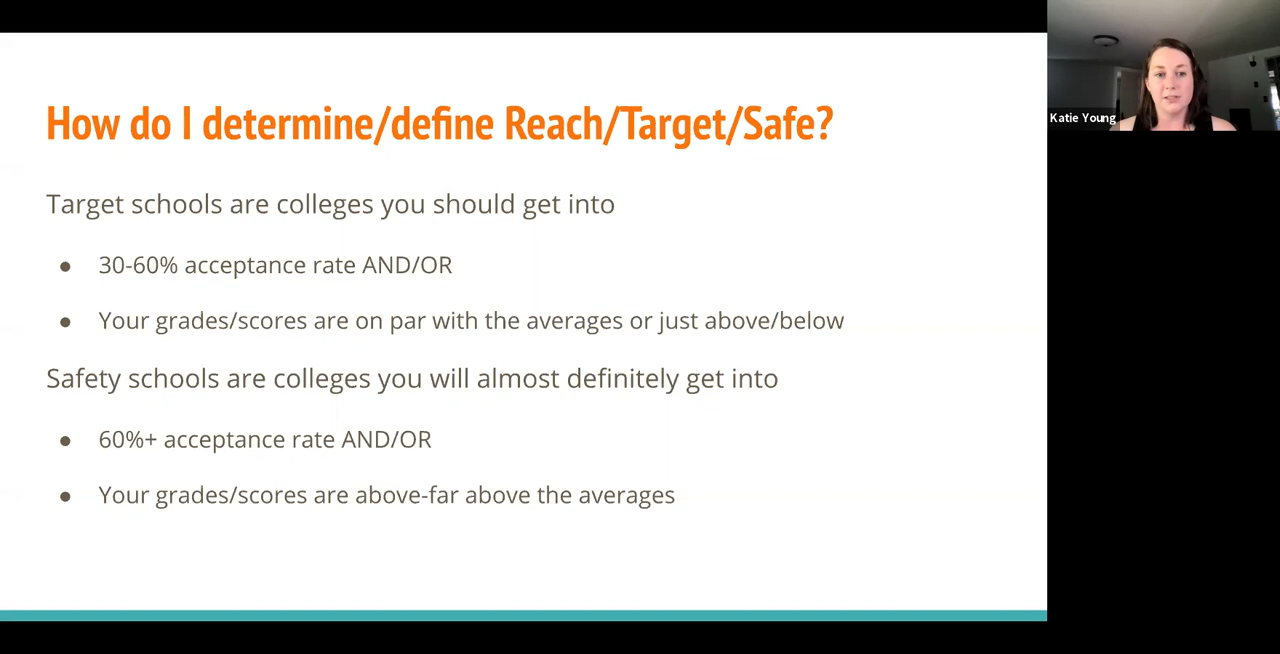 How do I determine/define Reach/Target/Safe?
Target schools are colleges you should get into
● 30-60% acceptance rate AND/OR
● Your grades/scores are on par with the averages or just above/below
Safety schools are colleges you will almost definitely get into
● 60%+ acceptance rate AND/OR
● Your grades/scores are above-far above the averages
Katie Young